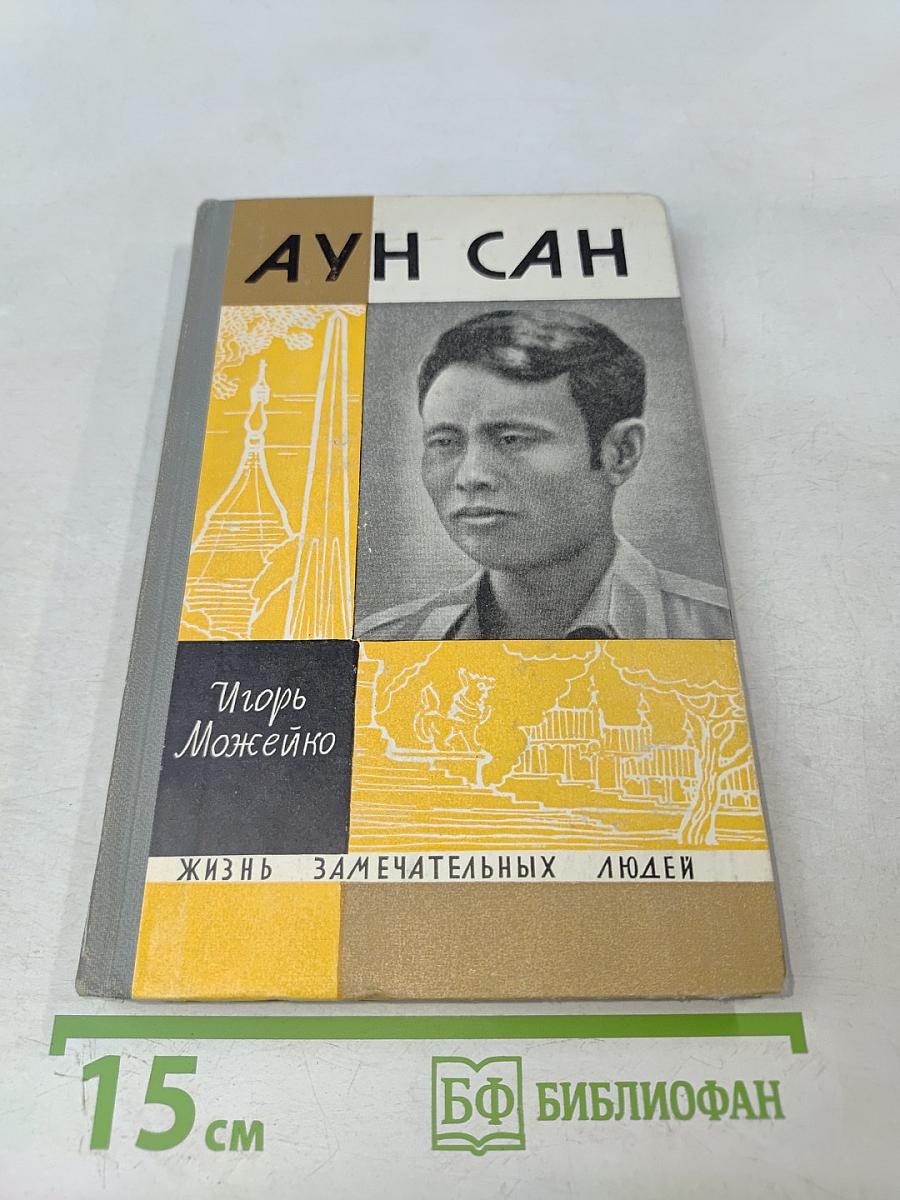 АУН САН
Игорь
Можейко
ЖИЗНЬ ЗАМЕЧАТЕЛЬНЫХ ЛЮДЕЙ
15 см
БФ БИБЛИОФАН